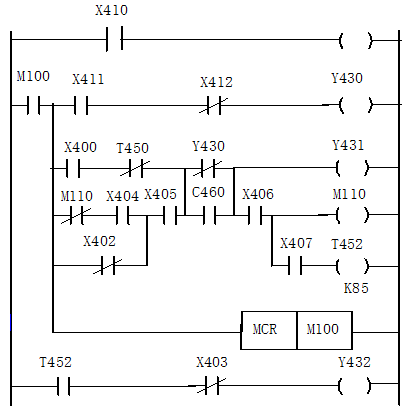 X410
M100 X411 X412 Y430
X400 T450 Y430 Y431
M110 X404 X405 C460 X406 M110
X402 X407 T452
K85
MCR M100
T452 X403 Y432